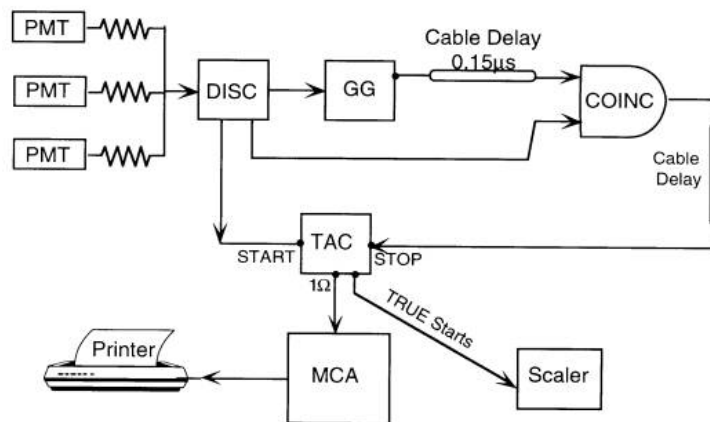 PMT
PMT
PMT
DISC
GG
Cable Delay
0.15µs
COINC
Cable
Delay
START
TAC
STOP
1Ω
TRUE Starts
Printer
MCA
Scaler